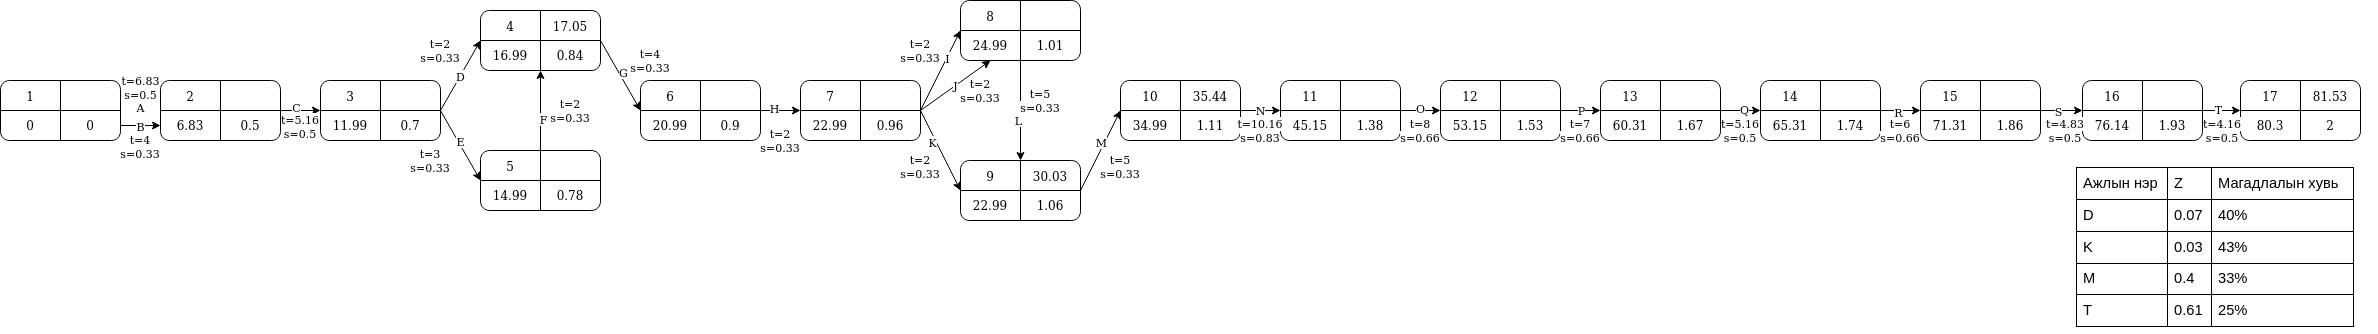 1
0 0
t=6.83
s=0.5
A
B
t=4
s=0.33
2
6.83 0.5
C
t=5.16
s=0.5
3
11.99 0.7
t=2
s=0.33
D
E
t=3
s=0.33
4 17.05
16.99 0.84
F
t=2
s=0.33
5
14.99 0.78
t=4
s=0.33
G
6
20.99 0.9
H
t=2
s=0.33
7
22.99 0.96
t=2
s=0.33
I
J
t=2
s=0.33
K
t=2
s=0.33
8
24.99 1.01
t=5
s=0.33
L
9 30.03
22.99 1.06
M
t=5
s=0.33
10 35.44
34.99 1.11
N
t=10.16
s=0.83
11
45.15 1.38
O
t=8
s=0.66
12
53.15 1.53
P
t=7
s=0.66
13
60.31 1.67
Q
t=5.16
s=0.5
14
65.31 1.74
R
t=6
s=0.66
15
71.31 1.86
S
t=4.83
s=0.5
16
76.14 1.93
T
t=4.16
s=0.5
17 81.53
80.3 2
Ажлын нэр Z Магадлалын хувь
D 0.07 40%
K 0.03 43%
M 0.4 33%
T 0.61 25%